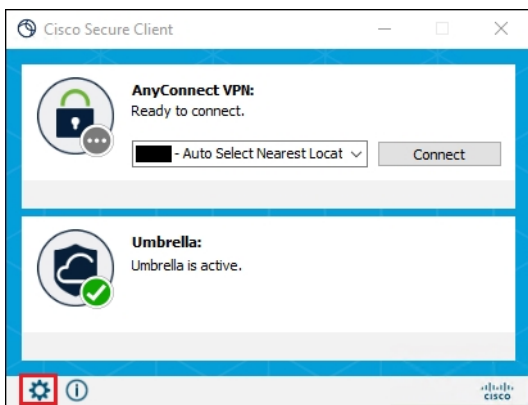 Cisco Secure Client
AnyConnect VPN:
Ready to connect.
- Auto Select Nearest Locat
Connect
Umbrella:
Umbrella is active.
cisco